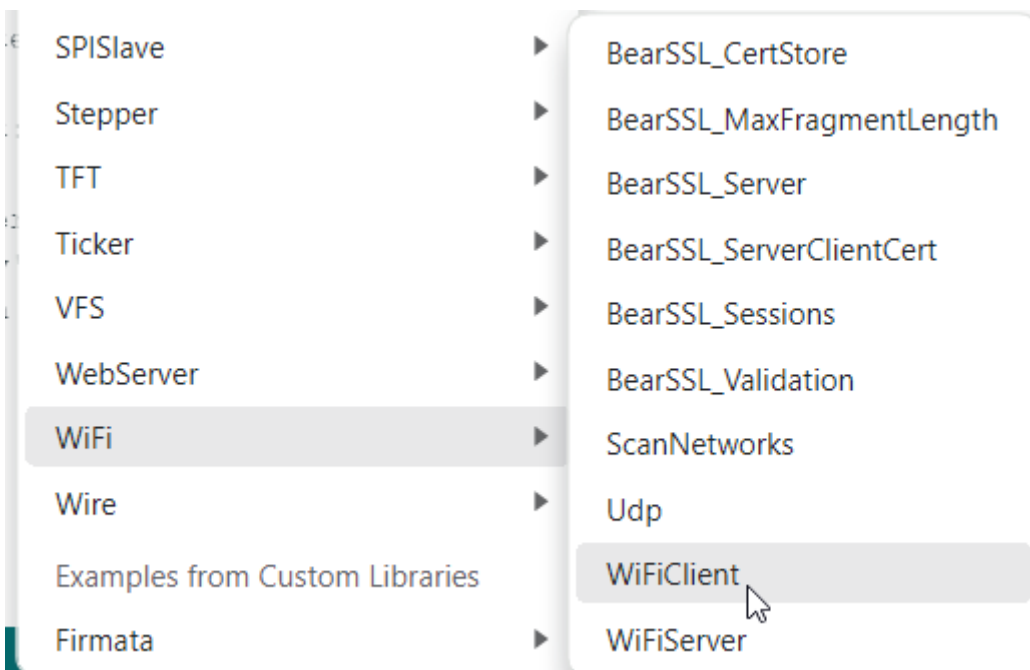 SPISlave
Stepper
TFT
Ticker
VFS
WebServer
WiFi
Wire
Examples from Custom Libraries
Firmata
BearSSL_CertStore
BearSSL_MaxFragmentLength
BearSSL_Server
BearSSL_ServerClientCert
BearSSL_Sessions
BearSSL_Validation
ScanNetworks
Udp
WiFiClient
WiFiServer